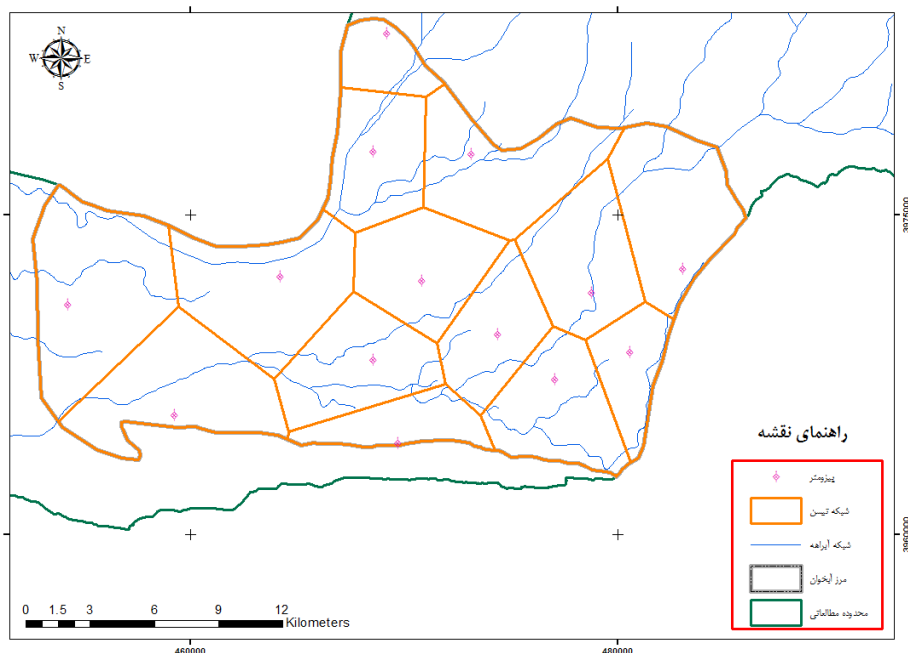 N
W E
S
3975000
راهنمای نقشه
پیزومتر
شبکه تیسن
شبکه آبراهه
مرز آبخوان
محدوده مطالعاتی
3960000
0 1.5 3 6 9 12
Kilometers
460000 480000